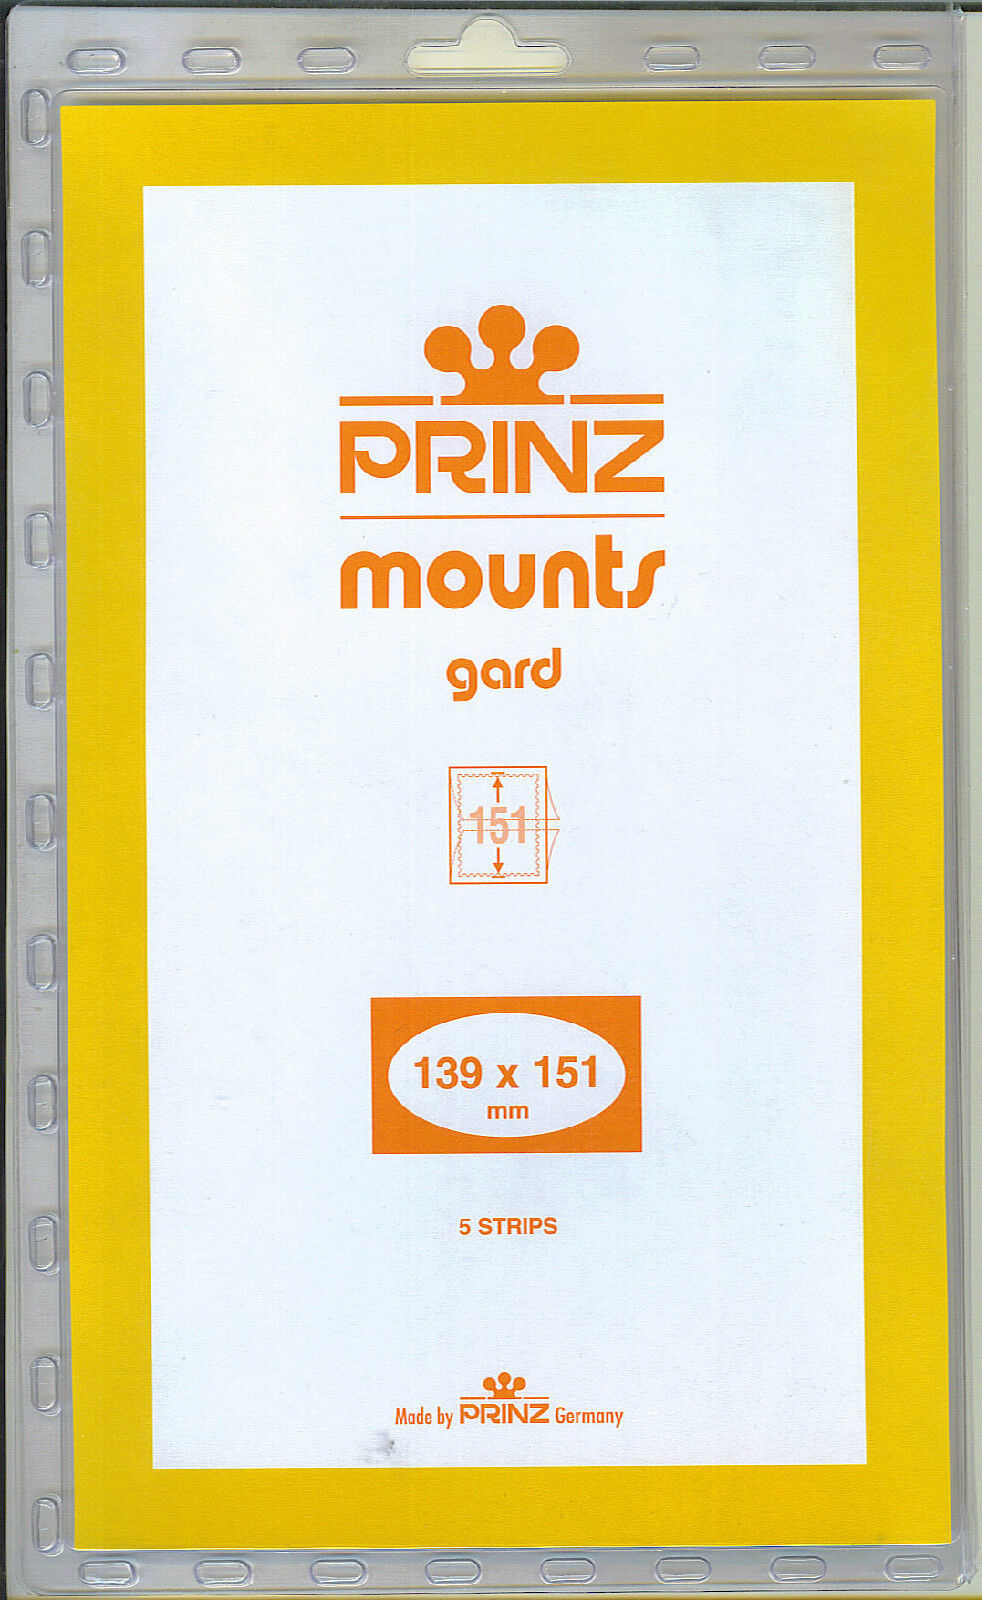 PRINZ
mounts
gard
151
139 x 151
mm
5 STRIPS
Made by PRINZ Germany